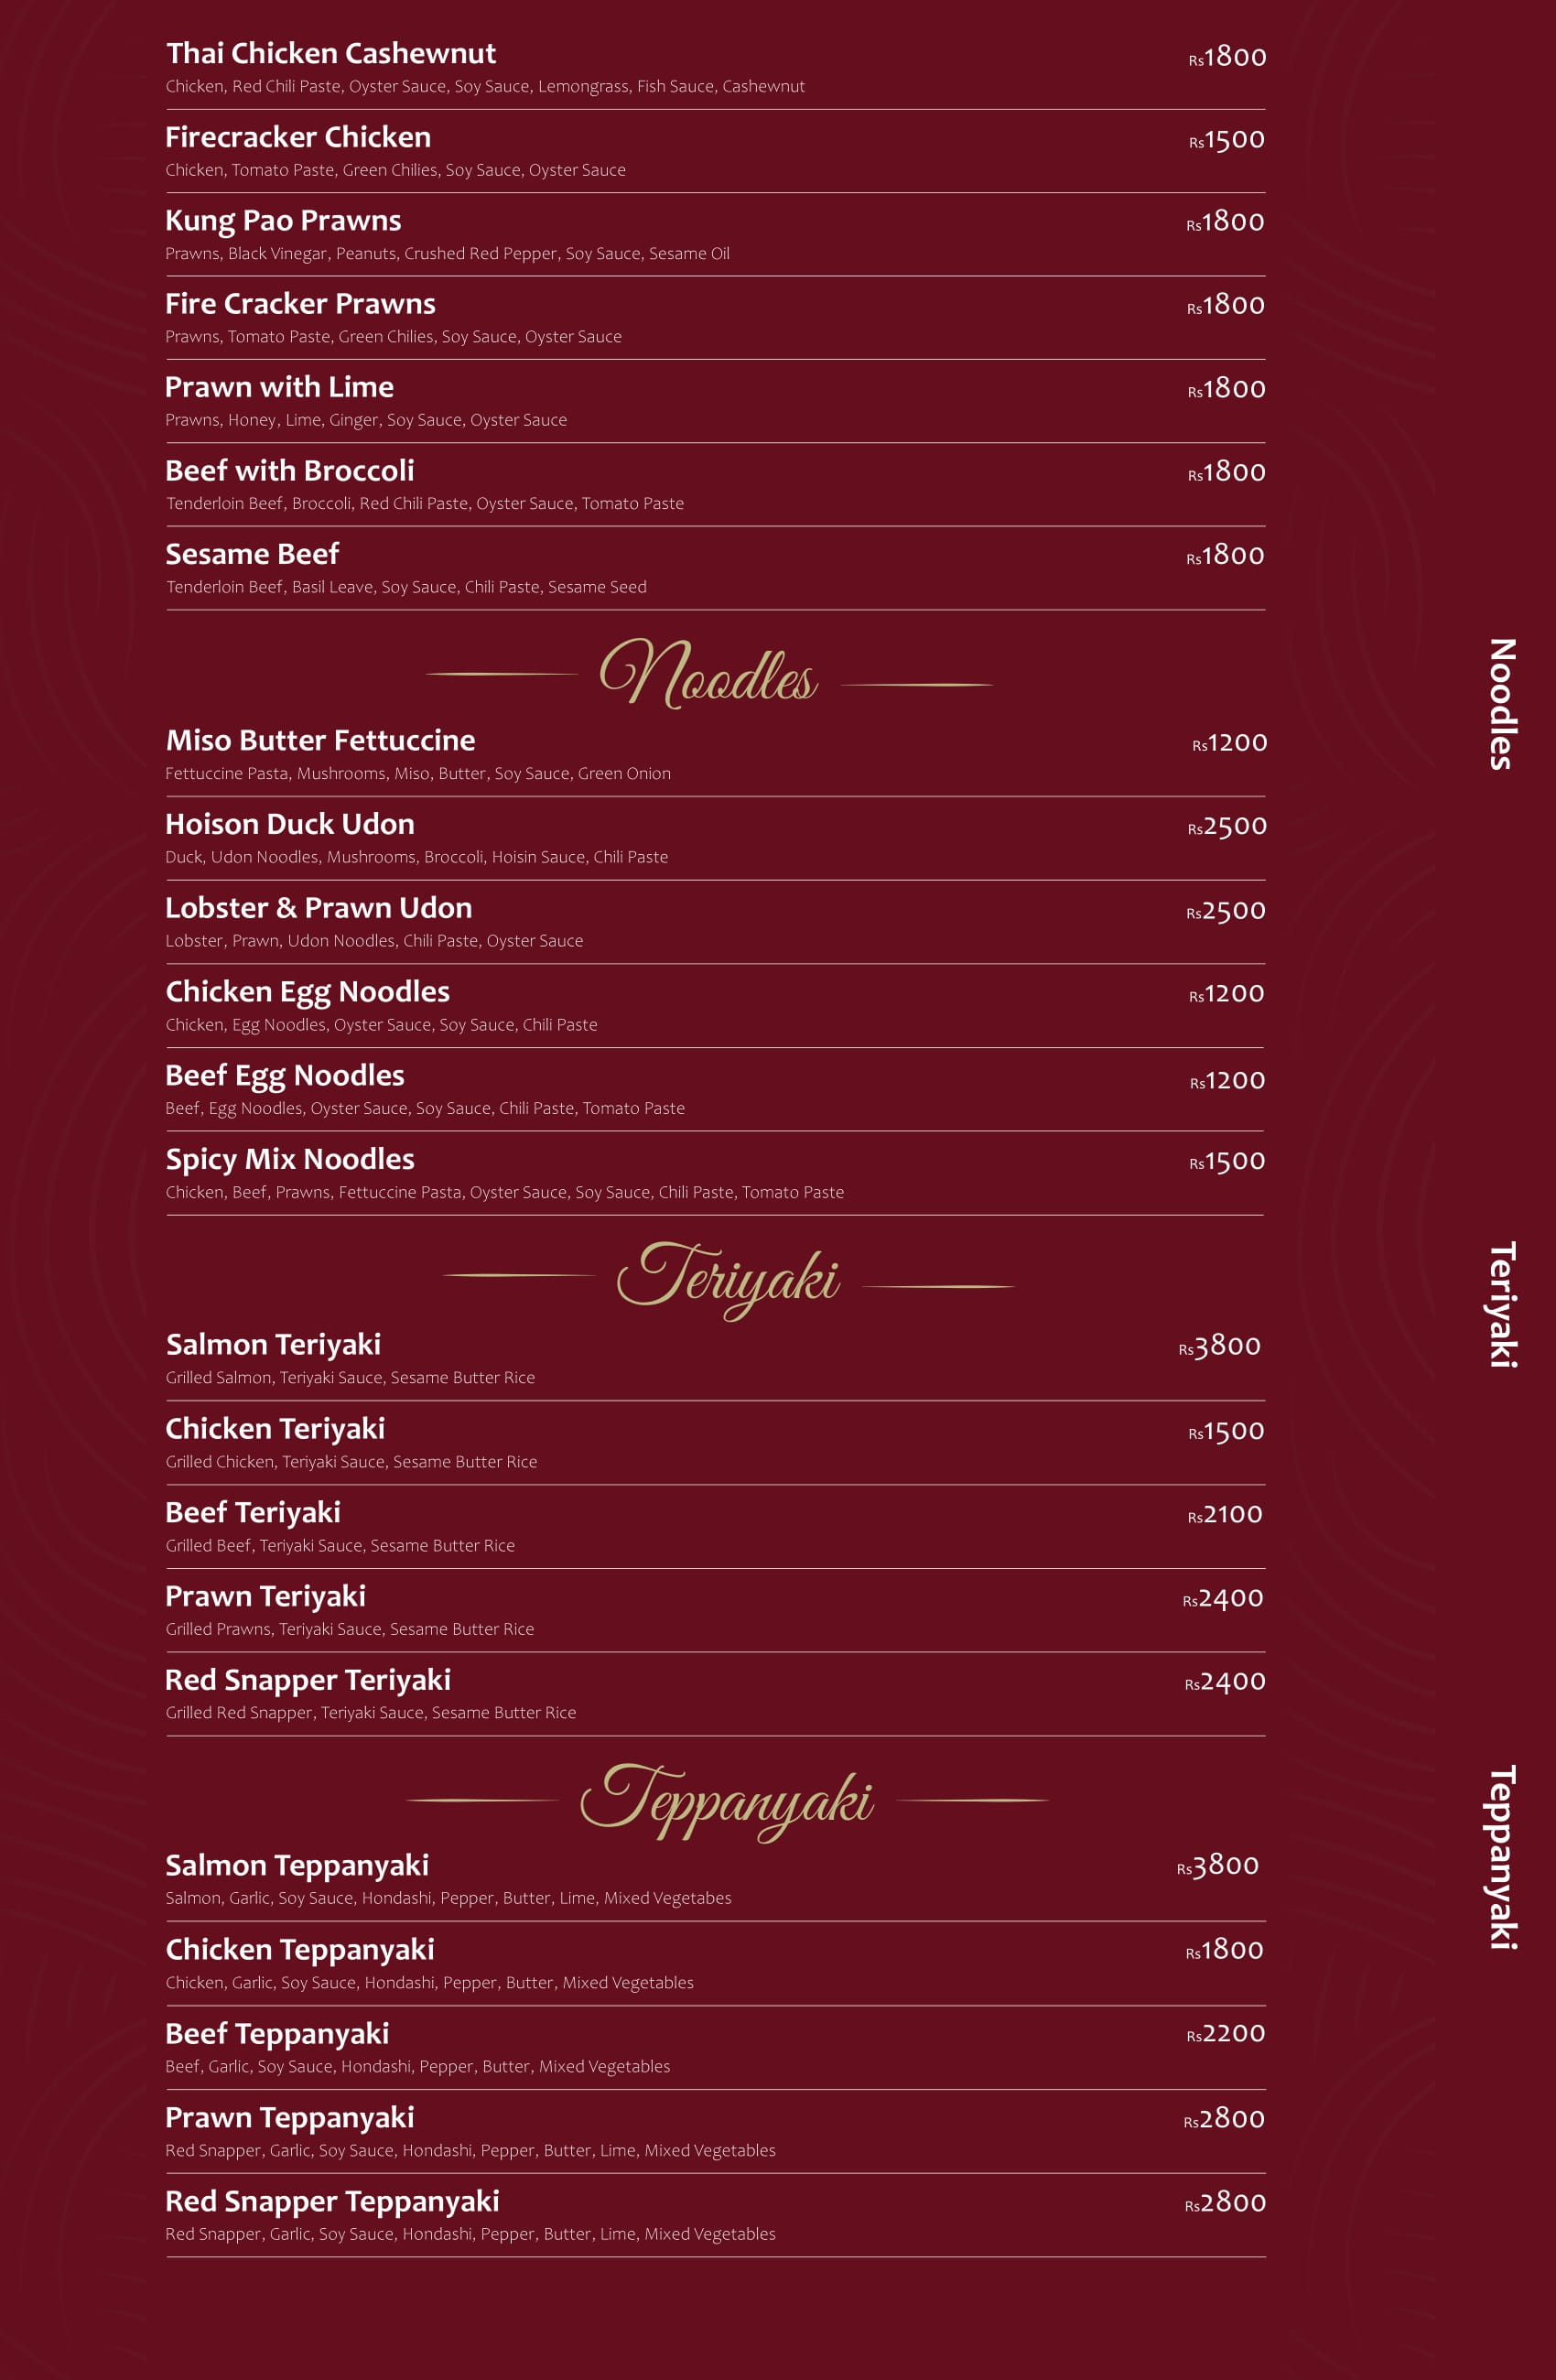 Thai Chicken Cashewnut Rs1800
Chicken, Red Chili Paste, Oyster Sauce, Soy Sauce, Lemongrass, Fish Sauce, Cashewnut
Firecracker Chicken Rs1500
Chicken, Tomato Paste, Green Chilies, Soy Sauce, Oyster Sauce
Kung Pao Prawns Rs1800
Prawns, Black Vinegar, Peanuts, Crushed Red Pepper, Soy Sauce, Sesame Oil
Fire Cracker Prawns Rs1800
Prawns, Tomato Paste, Green Chilies, Soy Sauce, Oyster Sauce
Prawn with Lime Rs1800
Prawns, Honey, Lime, Ginger, Soy Sauce, Oyster Sauce
Beef with Broccoli Rs1800
Tenderloin Beef, Broccoli, Red Chili Paste, Oyster Sauce, Tomato Paste
Sesame Beef Rs1800
Tenderloin Beef, Basil Leave, Soy Sauce, Chili Paste, Sesame Seed
Noodles
Noodles
Miso Butter Fettuccine Rs1200
Fettuccine Pasta, Mushrooms, Miso, Butter, Soy Sauce, Green Onion
Hoison Duck Udon Rs2500
Duck, Udon Noodles, Mushrooms, Broccoli, Hoisin Sauce, Chili Paste
Lobster & Prawn Udon Rs2500
Lobster, Prawn, Udon Noodles, Chili Paste, Oyster Sauce
Chicken Egg Noodles Rs1200
Chicken, Egg Noodles, Oyster Sauce, Soy Sauce, Chili Paste
Beef Egg Noodles Rs1200
Beef, Egg Noodles, Oyster Sauce, Soy Sauce, Chili Paste, Tomato Paste
Spicy Mix Noodles Rs1500
Chicken, Beef, Prawns, Fettuccine Pasta, Oyster Sauce, Soy Sauce, Chili Paste, Tomato Paste
Teriyaki
Teriyaki
Salmon Teriyaki Rs3800
Grilled Salmon, Teriyaki Sauce, Sesame Butter Rice
Chicken Teriyaki Rs1500
Grilled Chicken, Teriyaki Sauce, Sesame Butter Rice
Beef Teriyaki Rs2100
Grilled Beef, Teriyaki Sauce, Sesame Butter Rice
Prawn Teriyaki Rs2400
Grilled Prawns, Teriyaki Sauce, Sesame Butter Rice
Red Snapper Teriyaki Rs2400
Grilled Red Snapper, Teriyaki Sauce, Sesame Butter Rice
Teppanyaki
Teppanyaki
Salmon Teppanyaki Rs3800
Salmon, Garlic, Soy Sauce, Hondashi, Pepper, Butter, Lime, Mixed Vegetabes
Chicken Teppanyaki Rs1800
Chicken, Garlic, Soy Sauce, Hondashi, Pepper, Butter, Mixed Vegetables
Beef Teppanyaki Rs2200
Beef, Garlic, Soy Sauce, Hondashi, Pepper, Butter, Mixed Vegetables
Prawn Teppanyaki Rs2800
Red Snapper, Garlic, Soy Sauce, Hondashi, Pepper, Butter, Lime, Mixed Vegetables
Red Snapper Teppanyaki Rs2800
Red Snapper, Garlic, Soy Sauce, Hondashi, Pepper, Butter, Lime, Mixed Vegetables